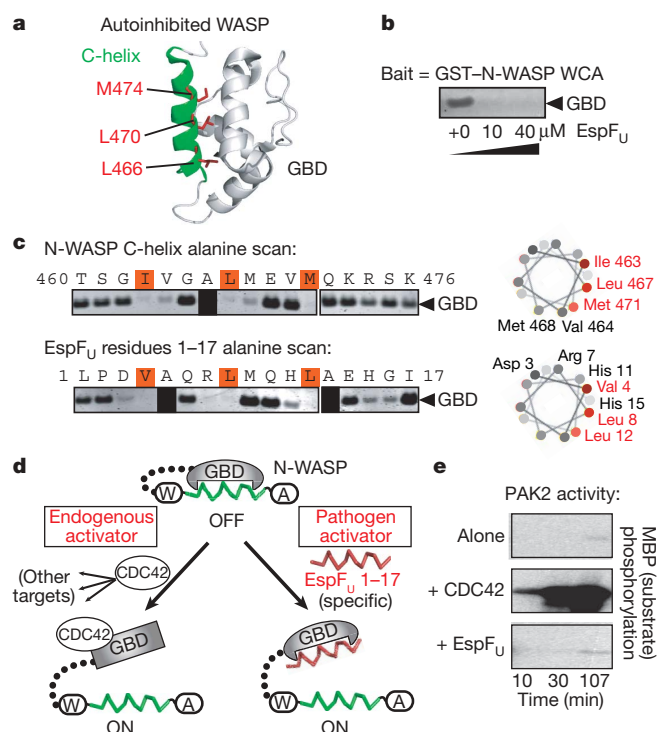 a
Autoinhibited WASP
C-helix
M474
L470
L466
GBD
b
Bait = GST–N-WASP WCA
GBD
+0 10 40 μM
EspFU
c
N-WASP C-helix alanine scan:
460 T S G I V G A L M E V M Q K R S K 476
GBD
Ile 463
Leu 467
Met 471
Met 468 Val 464
EspFU residues 1–17 alanine scan:
1 L P D V A Q R L M Q H L A E H G I 17
GBD
Asp 3
Arg 7
His 11
Val 4
His 15
Leu 8
Leu 12
d
GBD
N-WASP
W
A
OFF
Endogenous
activator
Pathogen
activator
CDC42
(Other
targets)
EspFU 1–17
(specific)
CDC42
GBD
GBD
W
A
W
A
ON
ON
e
PAK2 activity:
Alone
+ CDC42
+ EspFU
MBP (substrate)
phosphorylation
10 30 107
Time (min)